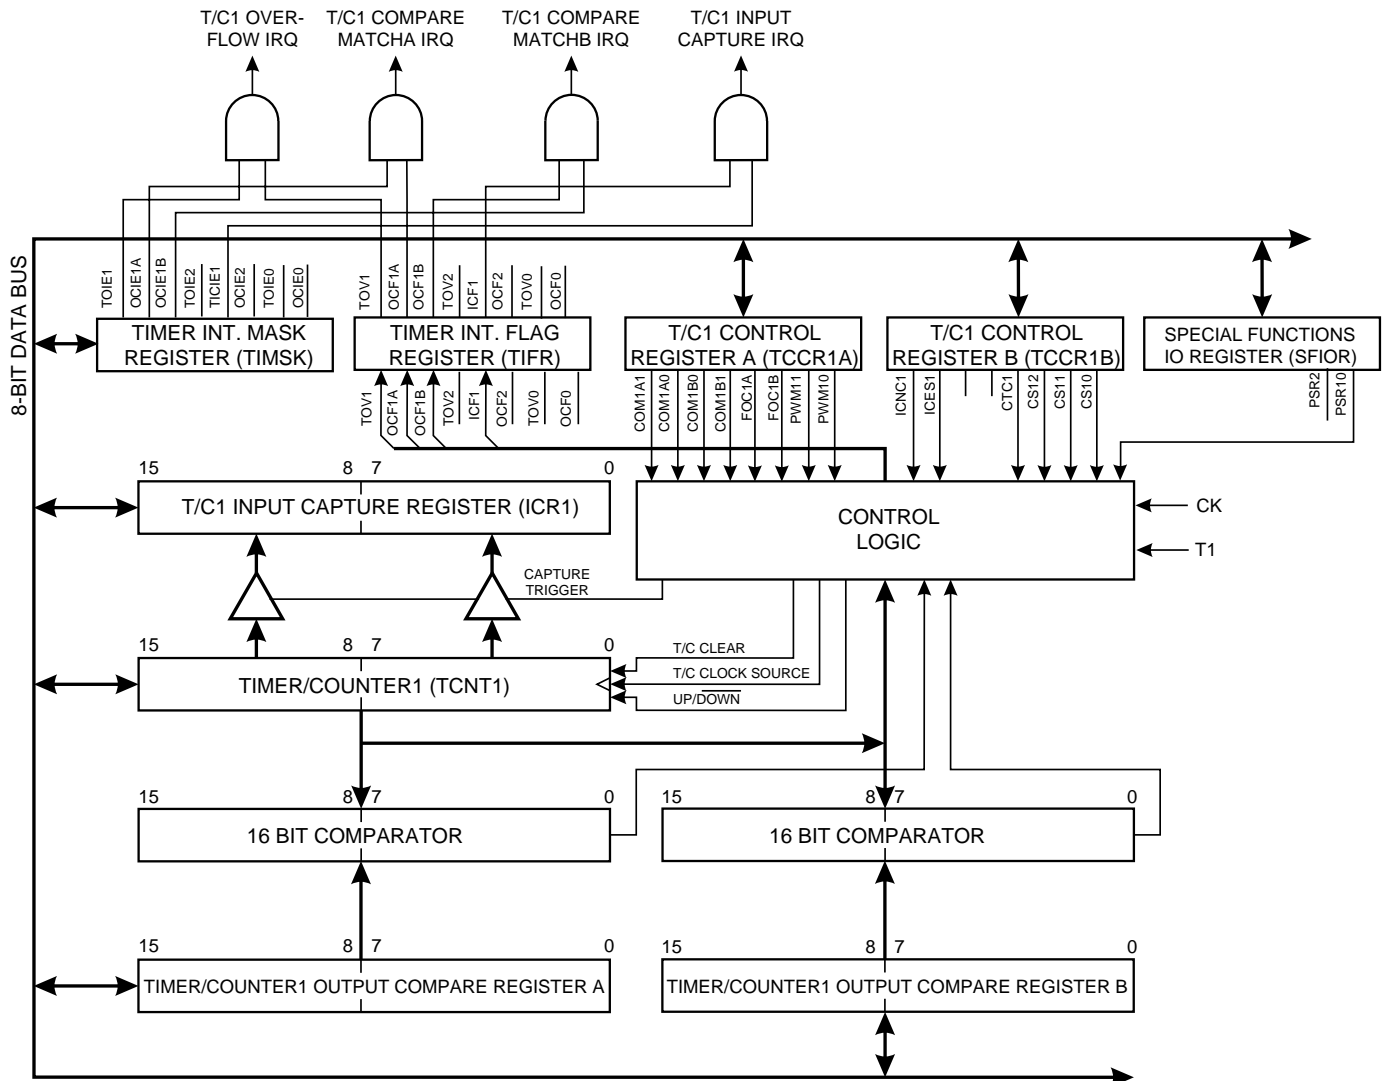 T/C1 OVER-
FLOW IRQ
T/C1 COMPARE
MATCHA IRQ
T/C1 COMPARE
MATCHB IRQ
T/C1 INPUT
CAPTURE IRQ
8-BIT DATA BUS
TOIE1
OCIE1A
OCIE1B
TOIE2
TICIE1
OCIE2
TOIE0
OCIE0
TOV1
OCF1A
OCF1B
TOV2
ICF1
OCF2
TOV0
OCF0
TIMER INT. MASK
REGISTER (TIMSK)
TIMER INT. FLAG
REGISTER (TIFR)
T/C1 CONTROL
REGISTER A (TCCR1A)
T/C1 CONTROL
REGISTER B (TCCR1B)
SPECIAL FUNCTIONS
IO REGISTER (SFIOR)
TOV1
OCF1A
OCF1B
TOV2
ICF1
OCF2
TOV0
OCF0
COM1A1
COM1A0
COM1B0
COM1B1
FOC1A
FOC1B
PWM11
PWM10
ICNC1
ICES1
CTC1
CS12
CS11
CS10
PSR2
PSR10
15 8 7 0
T/C1 INPUT CAPTURE REGISTER (ICR1)
CONTROL
LOGIC
CK
T1
CAPTURE
TRIGGER
15 8 7 0
TIMER/COUNTER1 (TCNT1)
T/C CLEAR
T/C CLOCK SOURCE
UP/DOWN
15 8 7 0
16 BIT COMPARATOR
15 8 7 0
16 BIT COMPARATOR
15 8 7 0
TIMER/COUNTER1 OUTPUT COMPARE REGISTER A
15 8 7 0
TIMER/COUNTER1 OUTPUT COMPARE REGISTER B